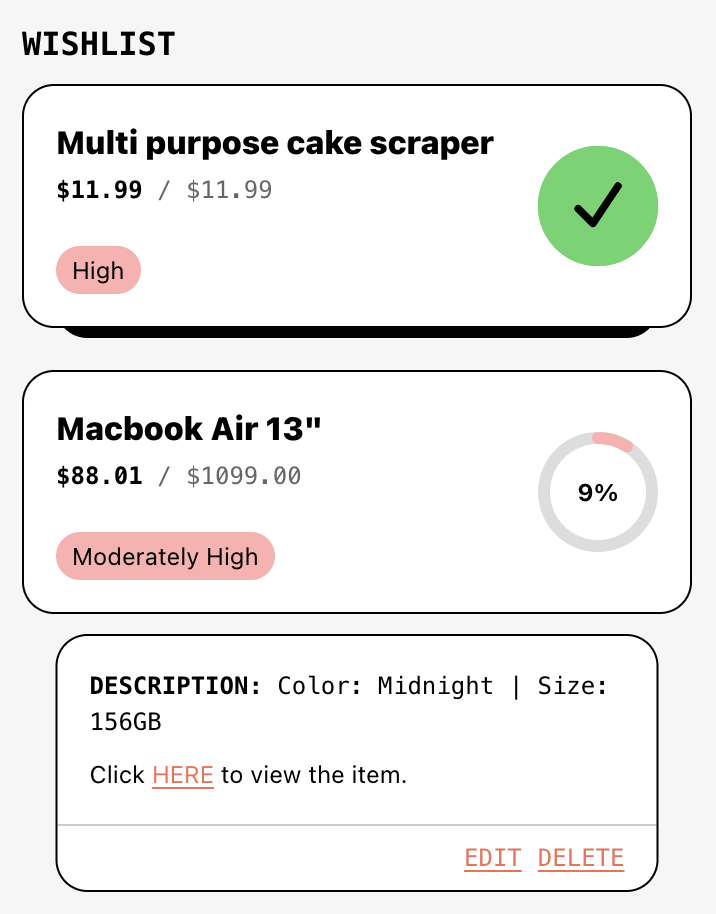 WISHLIST
Multi purpose cake scraper
$11.99 / $11.99
High
Macbook Air 13"
$88.01 / $1099.00
9%
Moderately High
DESCRIPTION: Color: Midnight | Size:
156GB
Click HERE to view the item.
EDIT DELETE